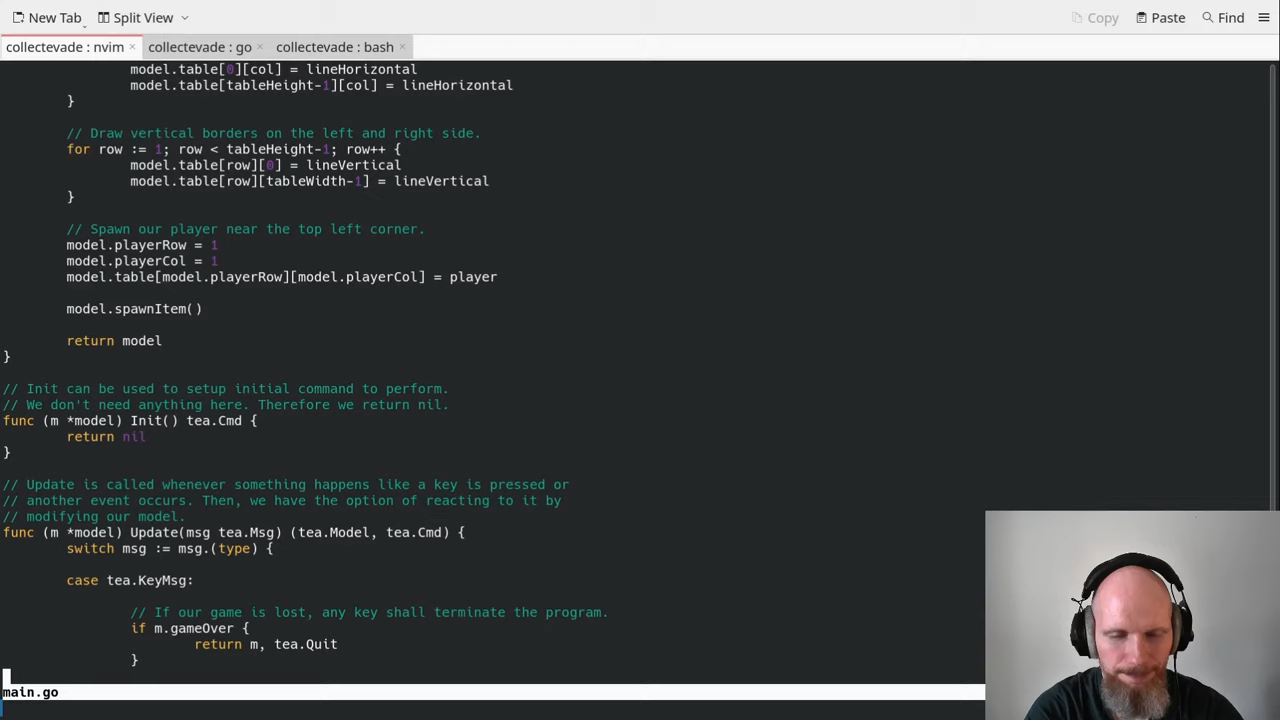 New Tab Split View Copy Paste Find
collectevade : nvim × collectevade : go × collectevade : bash ×
model.table[0][col] = lineHorizontal
model.table[tableHeight-1][col] = lineHorizontal
}
// Draw vertical borders on the left and right side.
for row := 1; row < tableHeight-1; row++ {
model.table[row][0] = lineVertical
model.table[row][tableWidth-1] = lineVertical
}
// Spawn our player near the top left corner.
model.playerRow = 1
model.playerCol = 1
model.table[model.playerRow][model.playerCol] = player
model.spawnItem()
return model
}
// Init can be used to setup initial command to perform.
// We don't need anything here. Therefore we return nil.
func (m *model) Init() tea.Cmd {
return nil
}
// Update is called whenever something happens like a key is pressed or
// another event occurs. Then, we have the option of reacting to it by
// modifying our model.
func (m *model) Update(msg tea.Msg) (tea.Model, tea.Cmd) {
switch msg := msg.(type) {
case tea.KeyMsg:
// If our game is lost, any key shall terminate the program.
if m.gameOver {
return m, tea.Quit
}
main.go